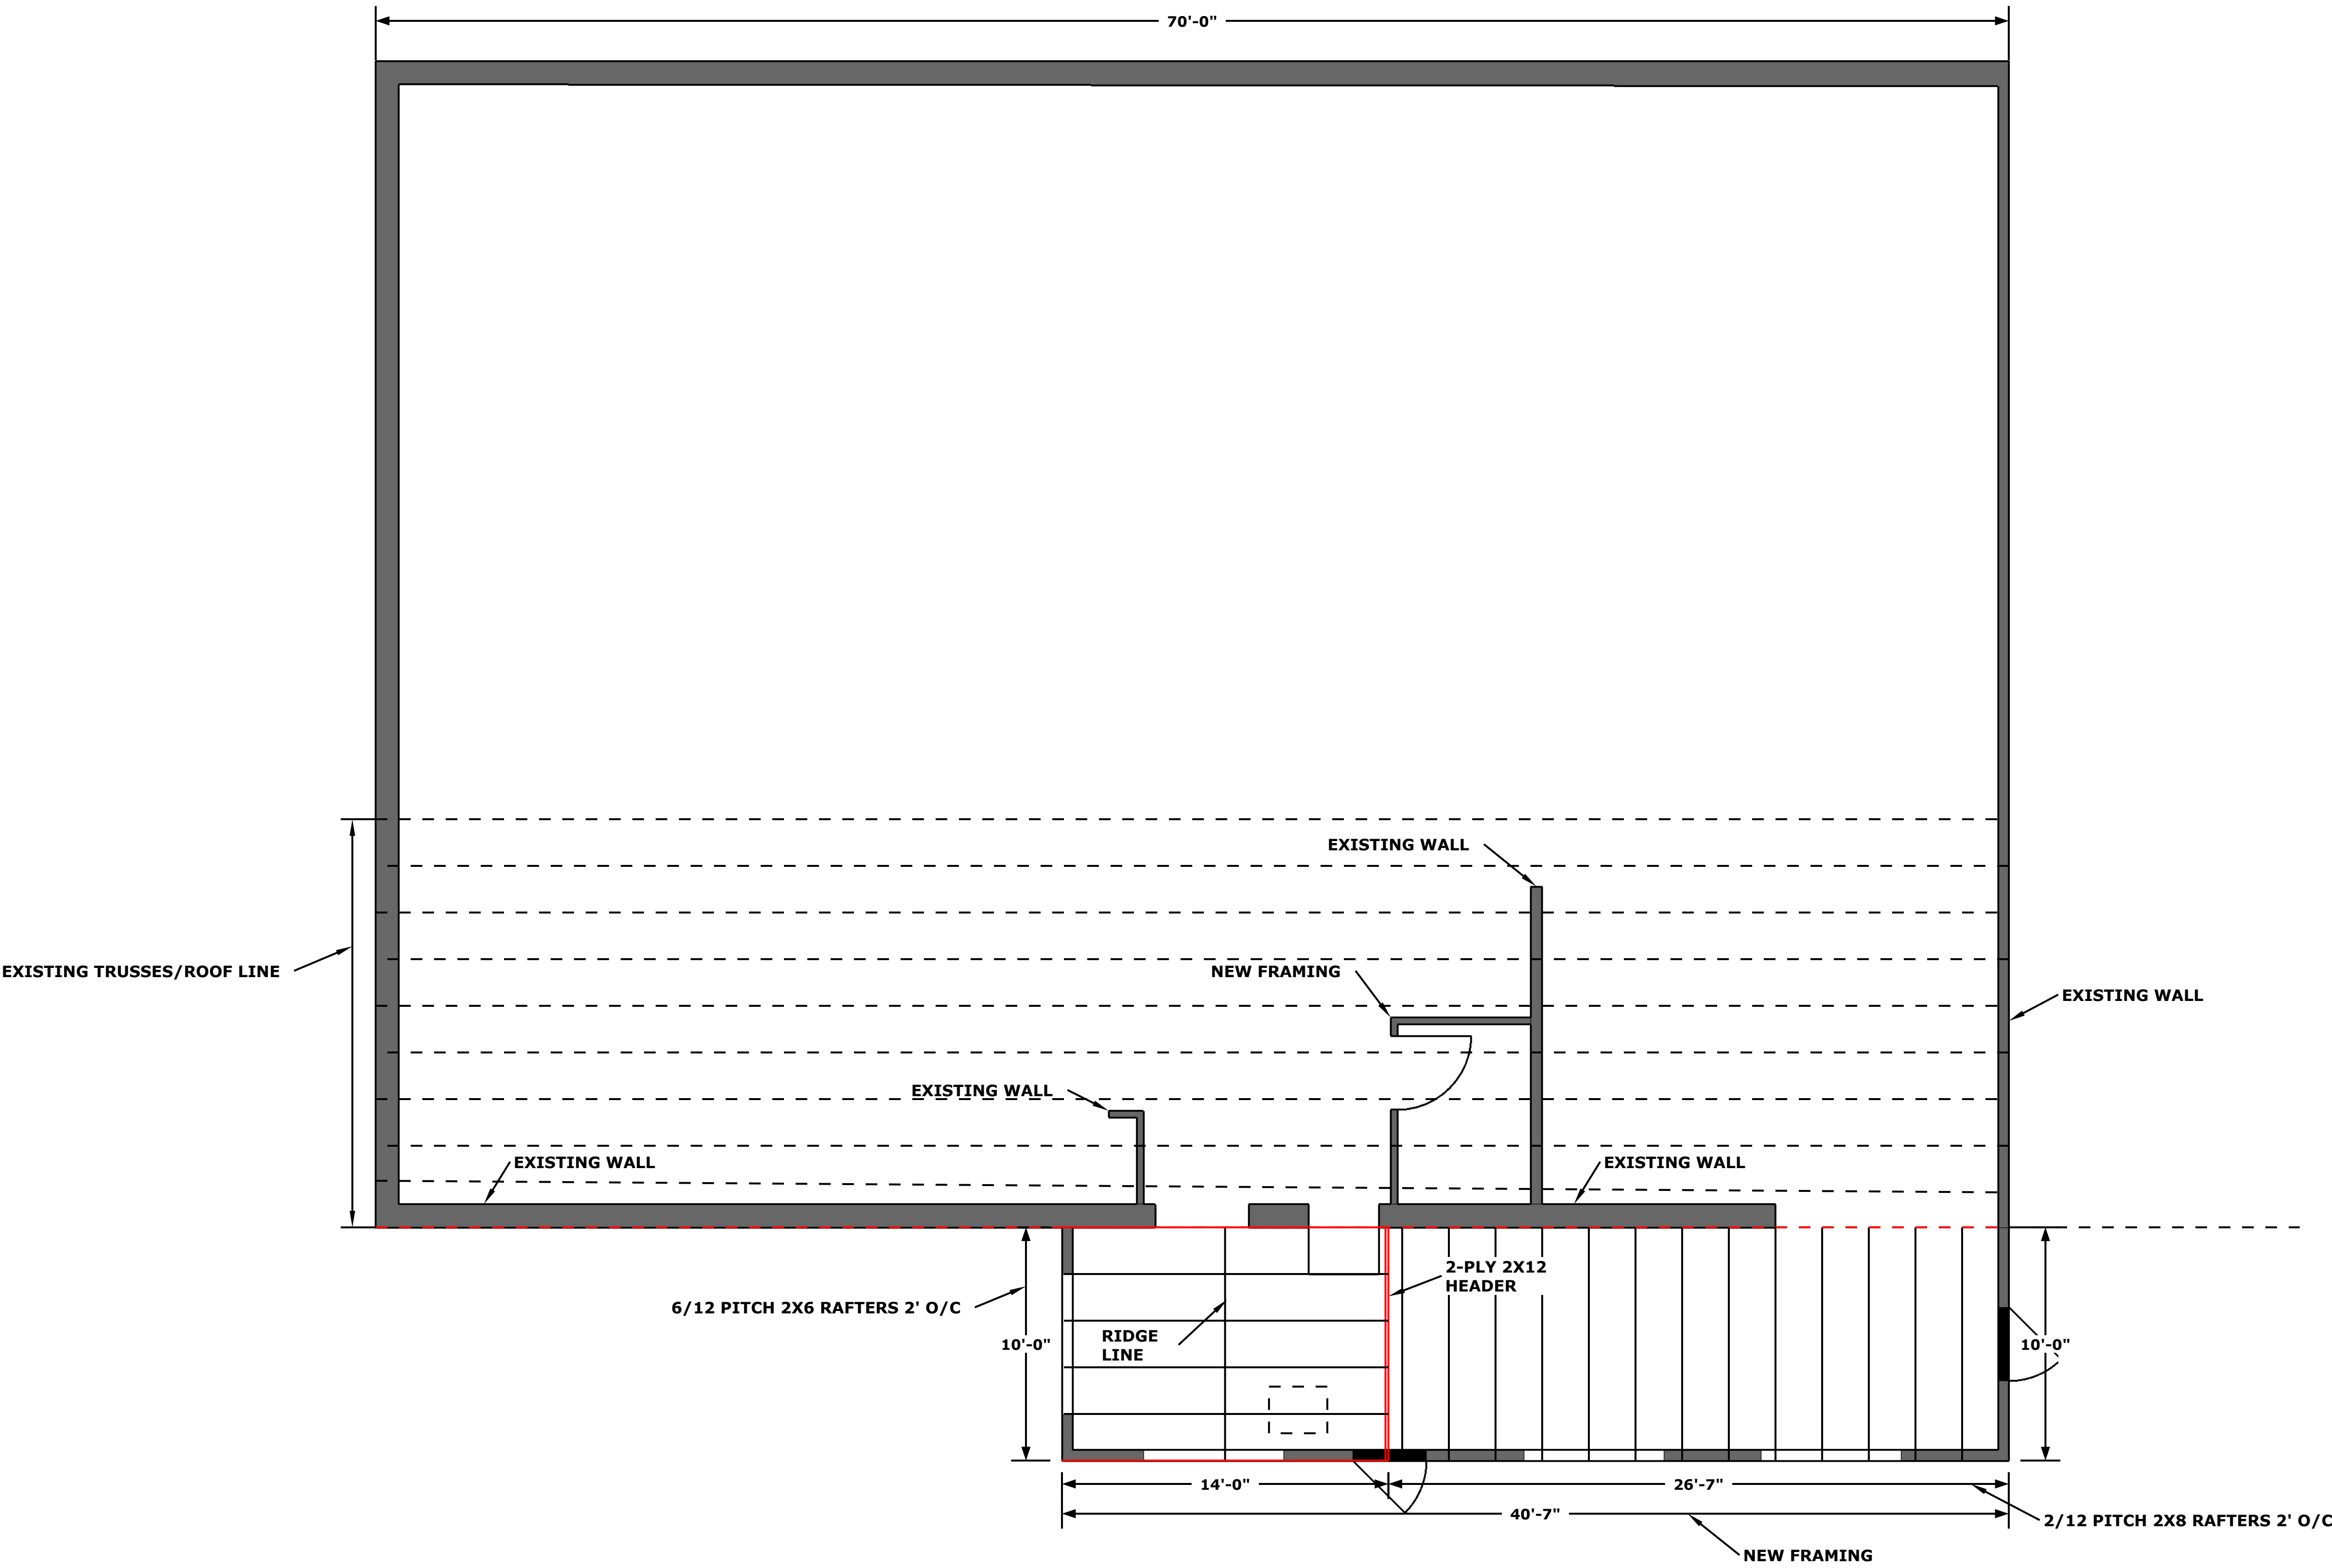 70'-0"
EXISTING WALL
EXISTING TRUSSES/ROOF LINE
NEW FRAMING
EXISTING WALL
EXISTING WALL
EXISTING WALL
EXISTING WALL
2-PLY 2X12
HEADER
6/12 PITCH 2X6 RAFTERS 2' O/C
RIDGE
LINE
10'-0"
10'-0"
14'-0"
26'-7"
40'-7"
2/12 PITCH 2X8 RAFTERS 2' O/C
NEW FRAMING